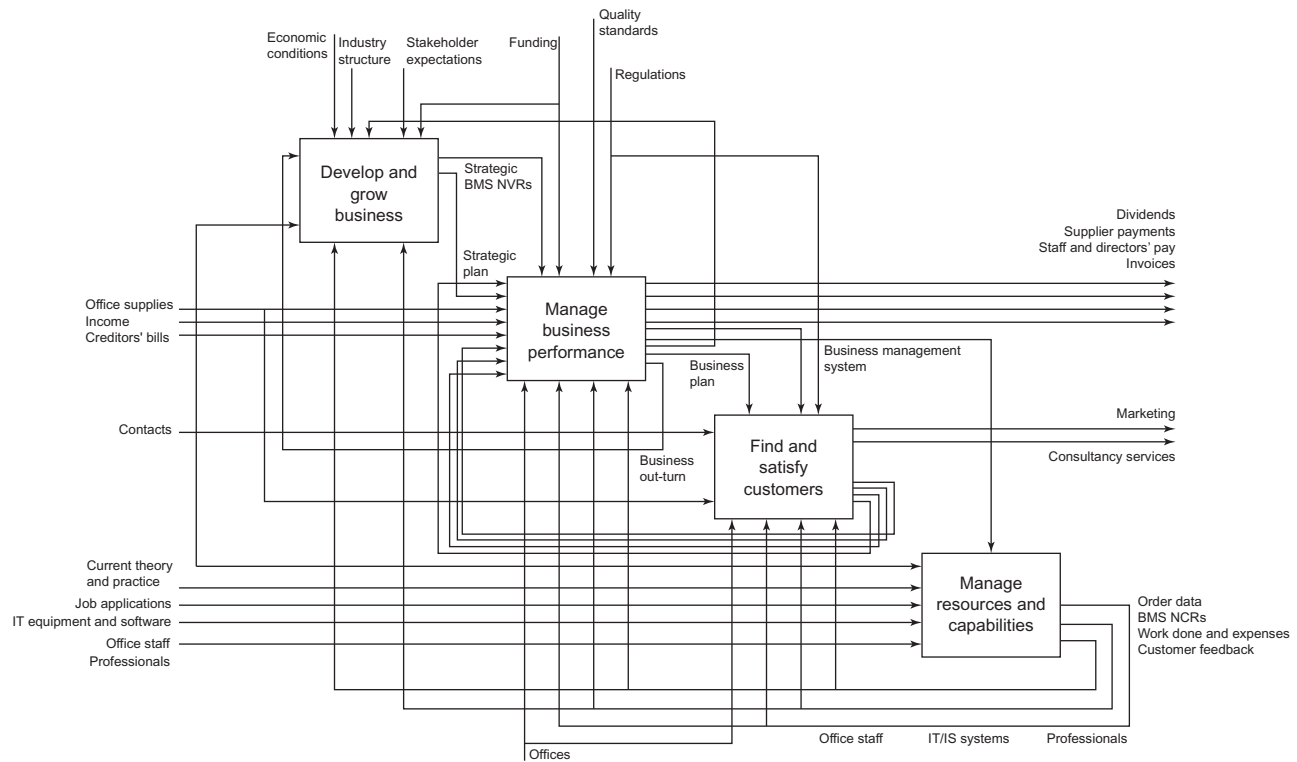 Quality
standards
Economic
conditions
Industry
structure
Stakeholder
expectations
Funding
Regulations
Develop and
grow
business
Strategic
BMS NVRs
Dividends
Supplier payments
Staff and directors' pay
Invoices
Strategic
plan
Office supplies
Income
Creditors' bills
Manage
business
performance
Business
plan
Business management
system
Contacts
Marketing
Find and
satisfy
customers
Consultancy services
Business
out-turn
Current theory
and practice
Job applications
IT equipment and software
Office staff
Professionals
Manage
resources and
capabilities
Order data
BMS NCRs
Work done and expenses
Customer feedback
Office staff
IT/IS systems
Professionals
Offices